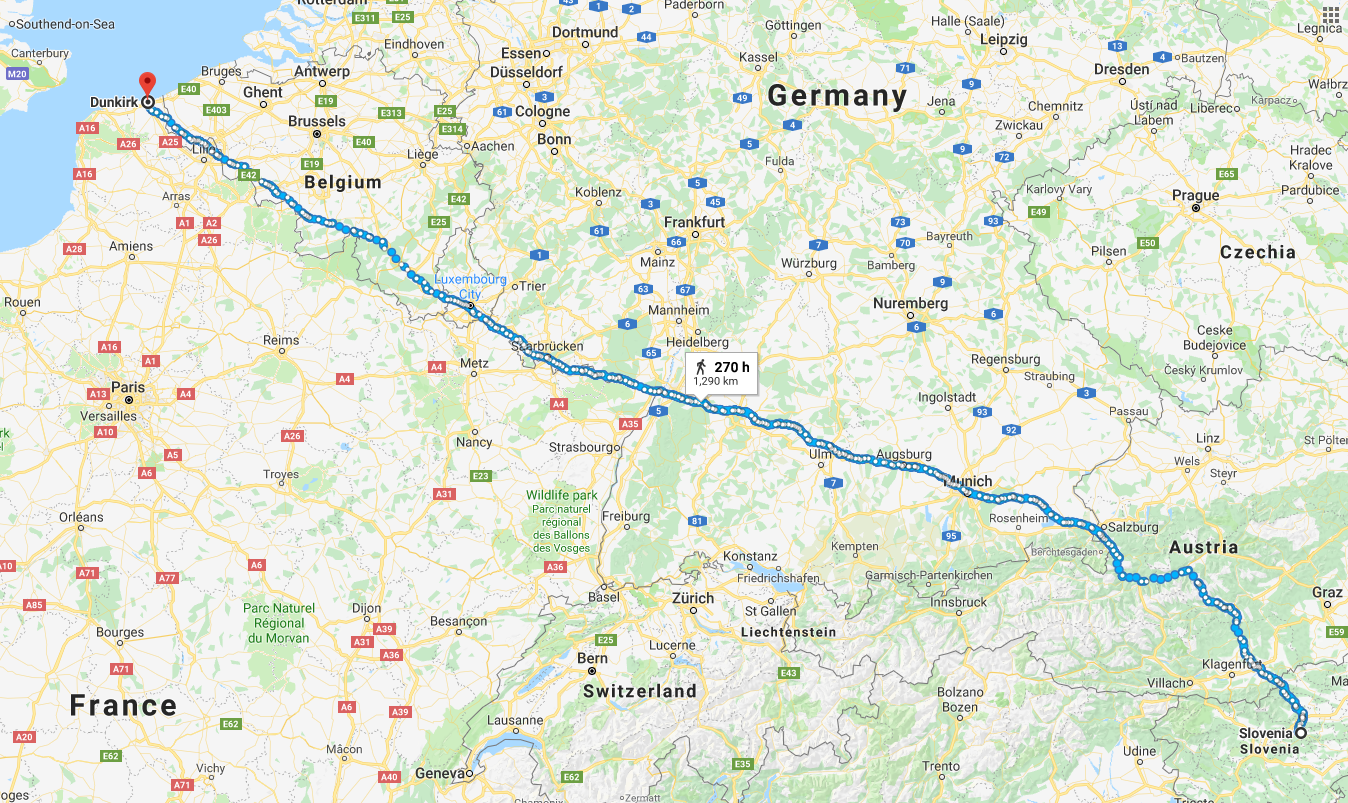 Rotterdam
Paderborn
Southend-on-Sea
E311
E25
43
1
2
Göttingen
Halle (Saale)
Legnica
Dortmund
44
Leipzig
Eindhoven
Essen
13
4
Bautzen
Canterbury
Kassel
M20
Bruges
Antwerp
Düsseldorf
71
9
Dresden
Dunkirk
E40
Ghent
E19
3
49
Germany
Jena
Chemnitz
Ústí nad
Labem
Liberec
Karpacz
E403
Brussels
E313
E25
61
Cologne
4
Zwickau
A16
A26
A25
E314
Bonn
5
9
72
Hradec
Kralove
E40
Liège
Aachen
Fulda
E19
E42
Belgium
A16
Arras
E42
Koblenz
5
45
3
Karlovy Vary
E65
Prague
Pardubice
A1
A2
E25
Frankfurt
73
93
E49
A28
Amiens
A26
61
66
7
70
Bayreuth
Pilsen
E50
Czechia
1
Mainz
Würzburg
Bamberg
Luxembourg
City
Trier
63
67
9
Rouen
Mannheim
Nuremberg
6
6
6
Ceske
Budejovice
Reims
Saarbrücken
Heidelberg
A16
A1
65
Regensburg
Metz
A4
270 h
1,290 km
Straubing
Český Krumlov
A4
Paris
A13
A4
Versailles
A4
5
Ingolstadt
93
3
Passau
A10
A26
A35
92
Nancy
Strasbourg
Linz
St Pölten
A5
Ulm
Augsburg
A6
Troyes
E23
7
Munich
Wels
Steyr
A31
Wildlife park
Parc naturel
régional
des Ballons
des Vosges
Orléans
Freiburg
81
Rosenheim
Salzburg
95
Austria
Berchtesgaden
Konstanz
Kempten
A10
A71
A77
A6
A36
Friedrichshafen
Garmisch-Partenkirchen
Basel
Zürich
Innsbruck
Graz
A85
Parc Naturel
Régional
du Morvan
Dijon
Besançon
St Gallen
Bourges
A39
A31
A36
E25
Lucerne
Liechtenstein
E59
Bern
A71
E43
Klagenfurt
Switzerland
Villach
France
A6
A39
Bolzano
Bozen
E62
Lausanne
A20
Slovenia
Slovenia
Mâcon
E62
Udine
Vichy
Geneva
E62
E35
Trento
A71
A40
Chamonix
Zermatt
Trieste